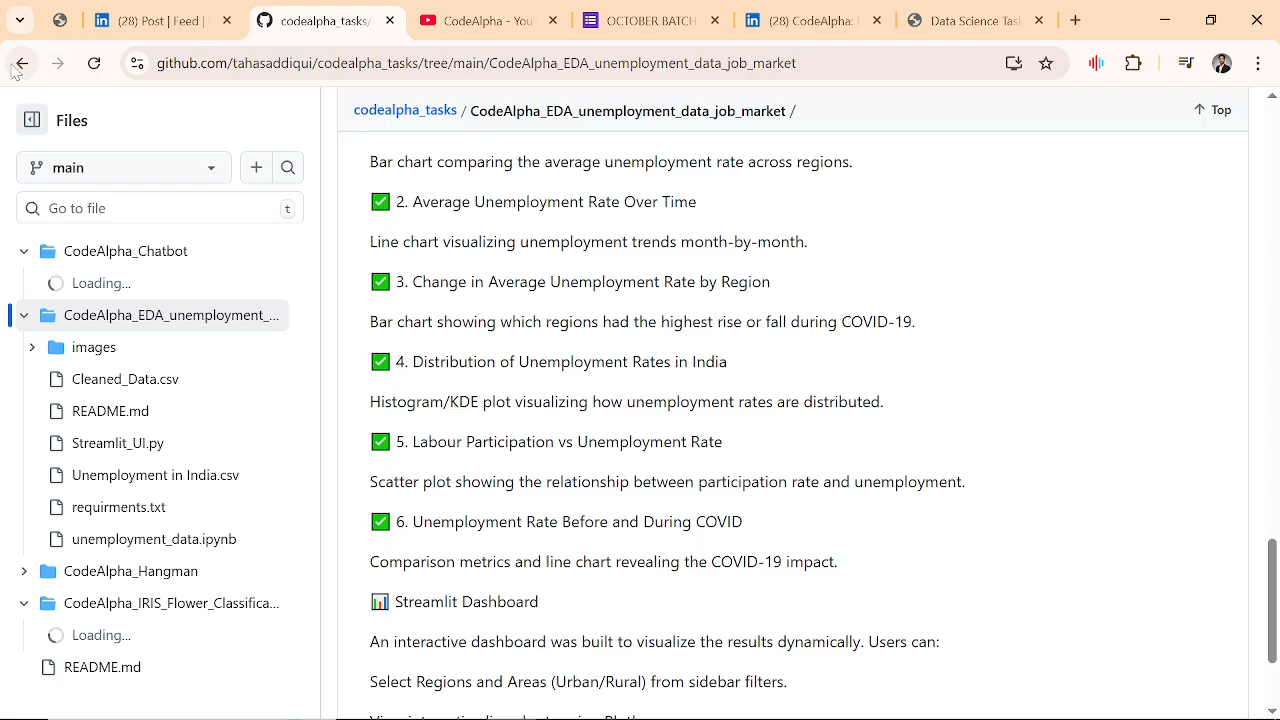 (28) Post | Feed |
codealpha_tasks/
CodeAlpha - You
OCTOBER BATCH
(28) CodeAlpha:
Data Science Tas
github.com/tahasaddiqui/codealpha_tasks/tree/main/CodeAlpha_EDA_unemployment_data_job_market
Files
main
Go to file
t
CodeAlpha_Chatbot
Loading...
CodeAlpha_EDA_unemployment_...
images
Cleaned_Data.csv
README.md
Streamlit_UI.py
Unemployment in India.csv
requirments.txt
unemployment_data.ipynb
CodeAlpha_Hangman
CodeAlpha_IRIS_Flower_Classifica...
Loading...
README.md
codealpha_tasks / CodeAlpha_EDA_unemployment_data_job_market /
Top
Bar chart comparing the average unemployment rate across regions.
✅ 2. Average Unemployment Rate Over Time
Line chart visualizing unemployment trends month-by-month.
✅ 3. Change in Average Unemployment Rate by Region
Bar chart showing which regions had the highest rise or fall during COVID-19.
✅ 4. Distribution of Unemployment Rates in India
Histogram/KDE plot visualizing how unemployment rates are distributed.
✅ 5. Labour Participation vs Unemployment Rate
Scatter plot showing the relationship between participation rate and unemployment.
✅ 6. Unemployment Rate Before and During COVID
Comparison metrics and line chart revealing the COVID-19 impact.
📊 Streamlit Dashboard
An interactive dashboard was built to visualize the results dynamically. Users can:
Select Regions and Areas (Urban/Rural) from sidebar filters.